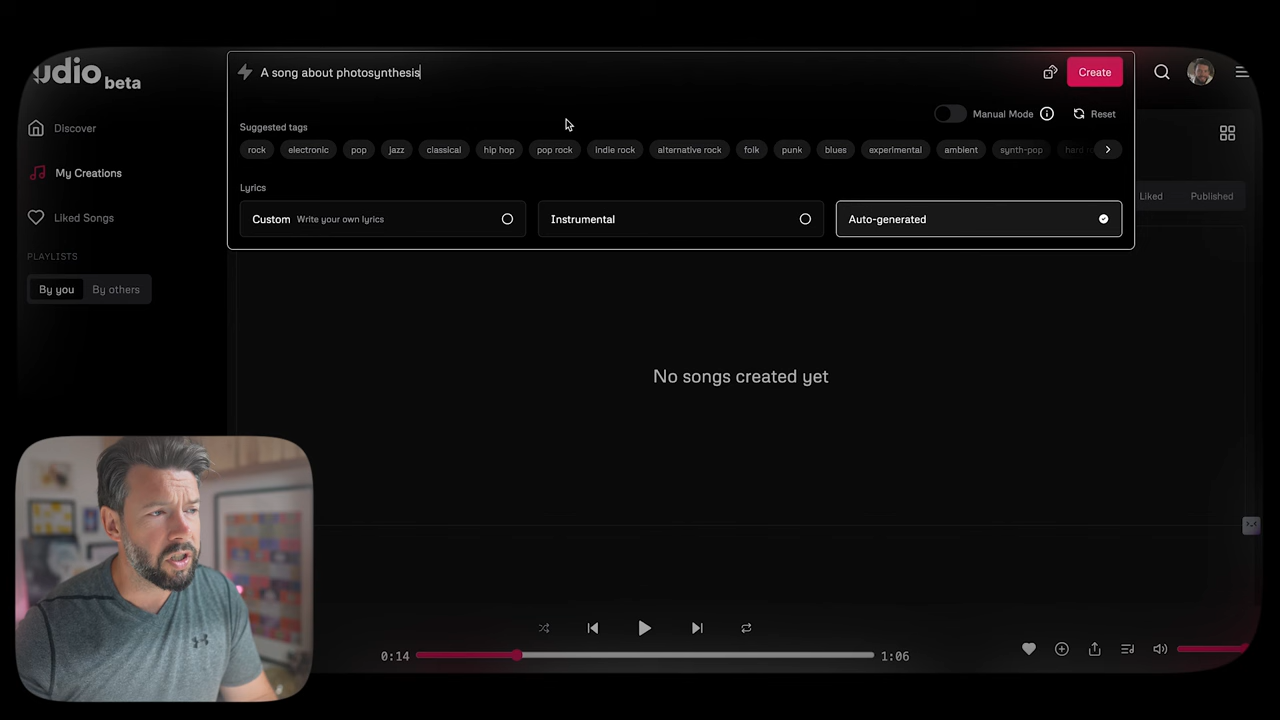 udio beta
A song about photosynthesis
Create
Discover
My Creations
Liked Songs
PLAYLISTS
By you
By others
Manual Mode
Reset
Suggested tags
rock
electronic
pop
jazz
classical
hip hop
pop rock
indie rock
alternative rock
folk
punk
blues
experimental
ambient
synth-pop
Lyrics
Custom Write your own lyrics
Instrumental
Auto-generated
Liked
Published
No songs created yet
0:14
1:06